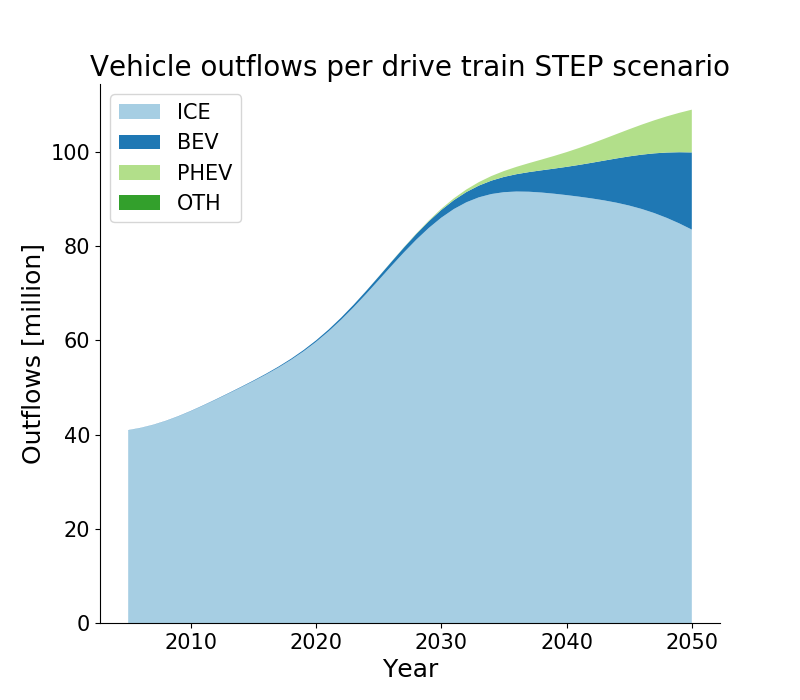 Vehicle outflows per drive train STEP scenario
ICE
BEV
PHEV
OTH
Outflows [million]
100
80
60
40
20
0
2010 2020 2030 2040 2050
Year